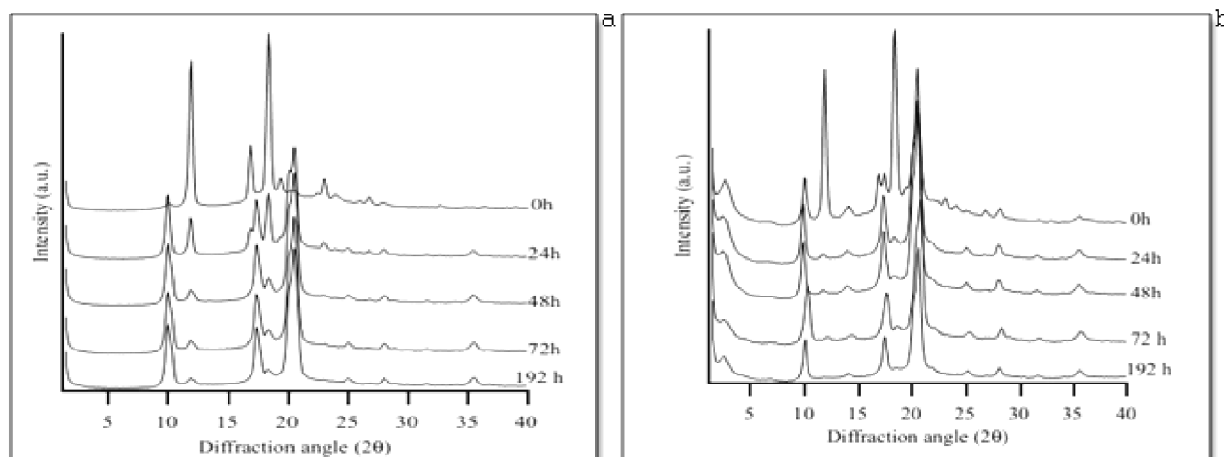 a
Intensity (a.u.)
0h
24h
48h
72h
192 h
5 10 15 20 25 30 35 40
Diffraction angle (2θ)
b
Intensity (a.u.)
0h
24h
48h
72 h
192 h
5 10 15 20 25 30 35 40
Diffraction angle (2θ)